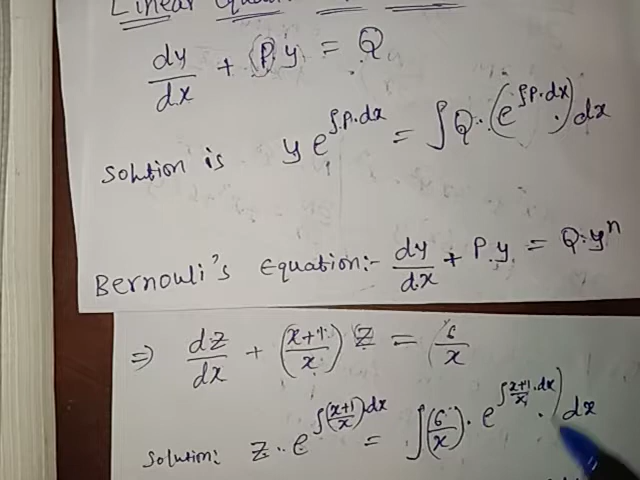 Linear Equation
dy/dx + P y = Q
Solution is y e^{∫P.dx} = ∫Q.(e^{∫P.dx}.)dx
Bernouli's Equation:- dy/dx + P.y = Q.y^n
⇒ dz/dx + (x+1/x) z = 6/x
Solution: z.e^{∫(x+1/x)dx} = ∫(6/x).e^{∫x+1/x.dx}.)dx